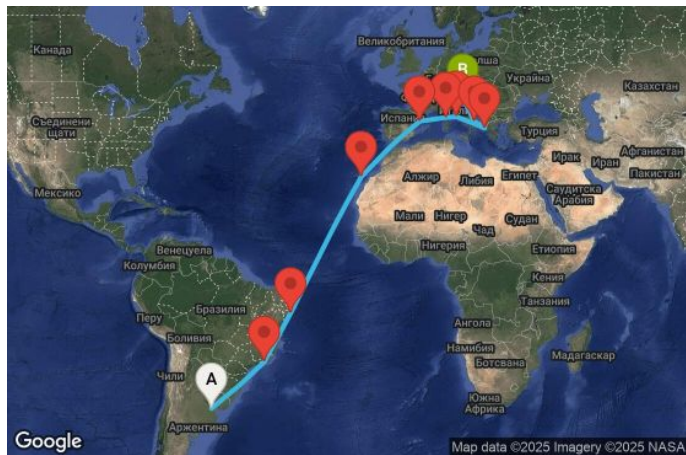 Канада
Великобритания
B
Украйна
Казахстан
Съединени
щати
Турция
Афганистан
Ирак
Иран
Пакистан
Мексико
Алжир
Либия
Египет
Саудитска
Арабия
Мали
Нигер
Судан
Чад
Нигерия
Етиопия
Венецуела
Колумбия
Кения
Танзания
Бразилия
Перу
Боливия
Ангола
Намибия
Ботсвана
Мадагаскар
Чили
A
Южна
Африка
Аржентина
Google
Map data ©2025 Imagery ©2025 NASA